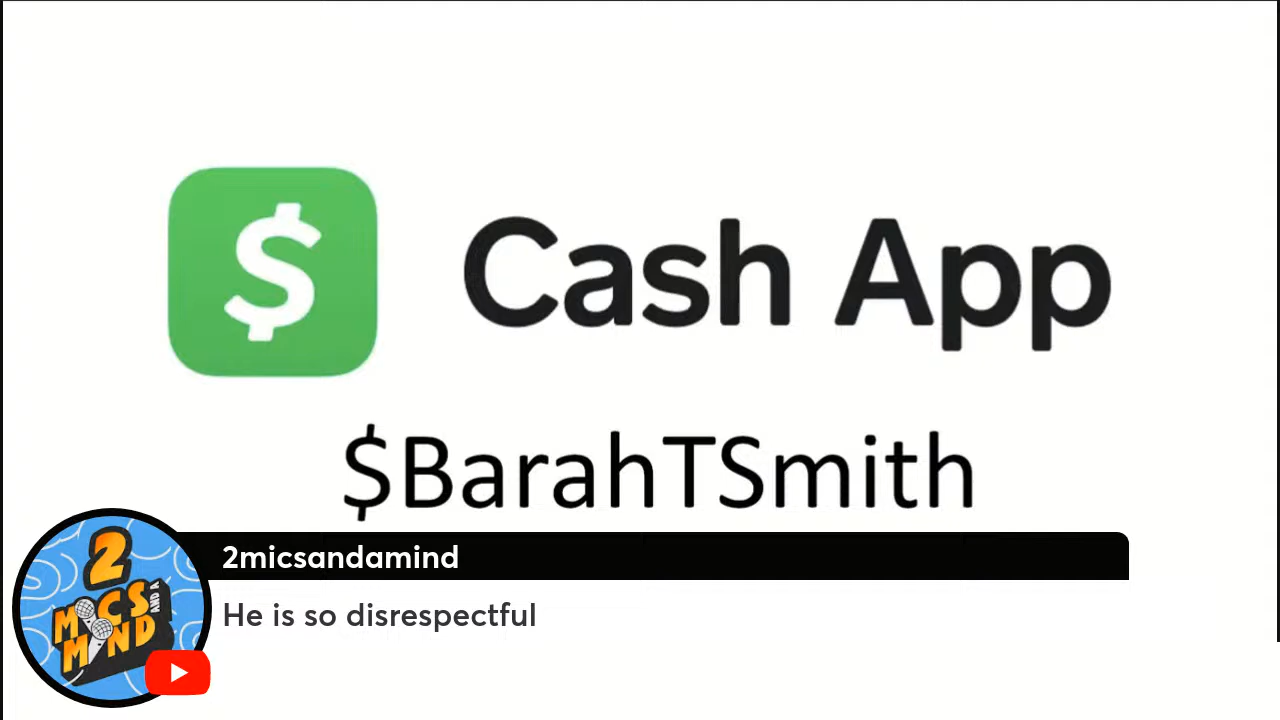 $
Cash App
$BarahTSmith
2micsandamind
He is so disrespectful
2
MICS
AND A
MIND